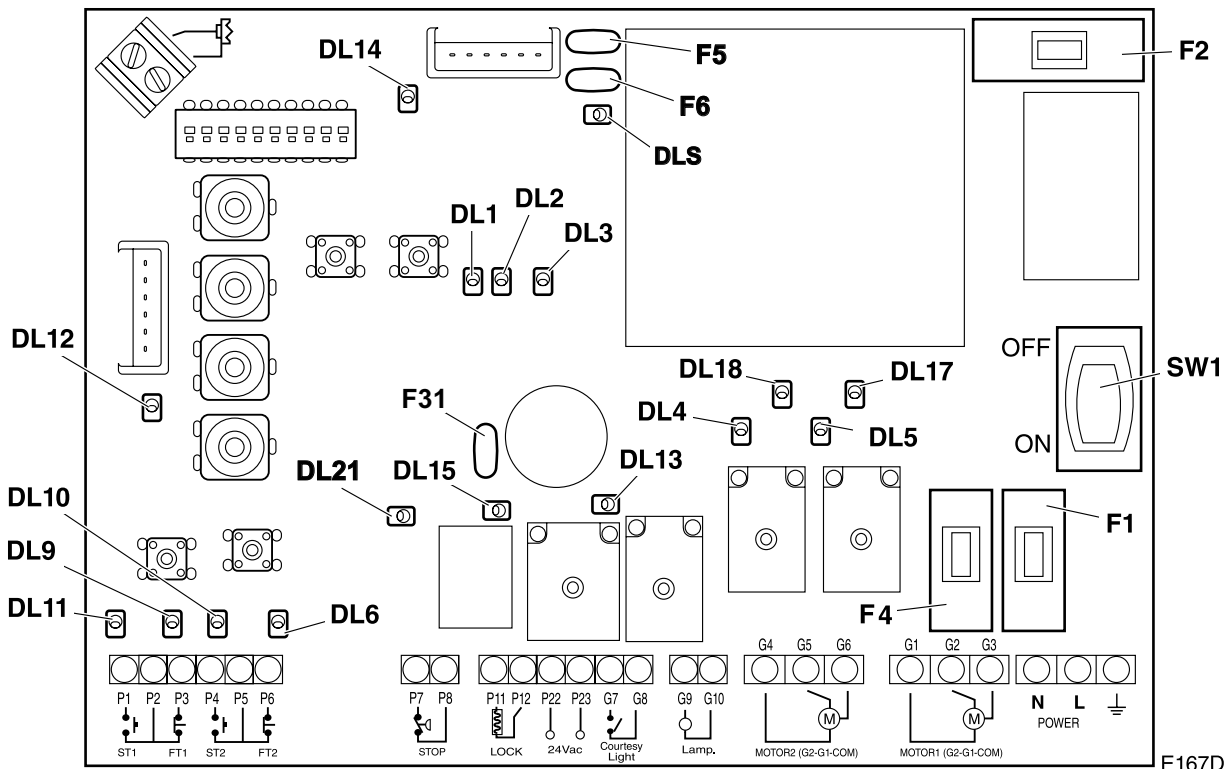 DL14
F5
F2
F6
DLS
DL1
DL2
DL3
DL12
OFF
SW1
DL18
DL17
F31
DL4
DL5
ON
DL21
DL15
DL13
DL10
F1
DL9
F4
DL11
DL6
G4 G5 G6 G1 G2 G3
P1 P2 P3 P4 P5 P6 P7 P8 P11 P12 P22 P23 G7 G8 G9 G10 N L
M M POWER
ST1 FT1 ST2 FT2 STOP LOCK 24Vac Courtesy Light Lamp. MOTOR2 (G2-G1-COM) MOTOR1 (G2-G1-COM)
F167D